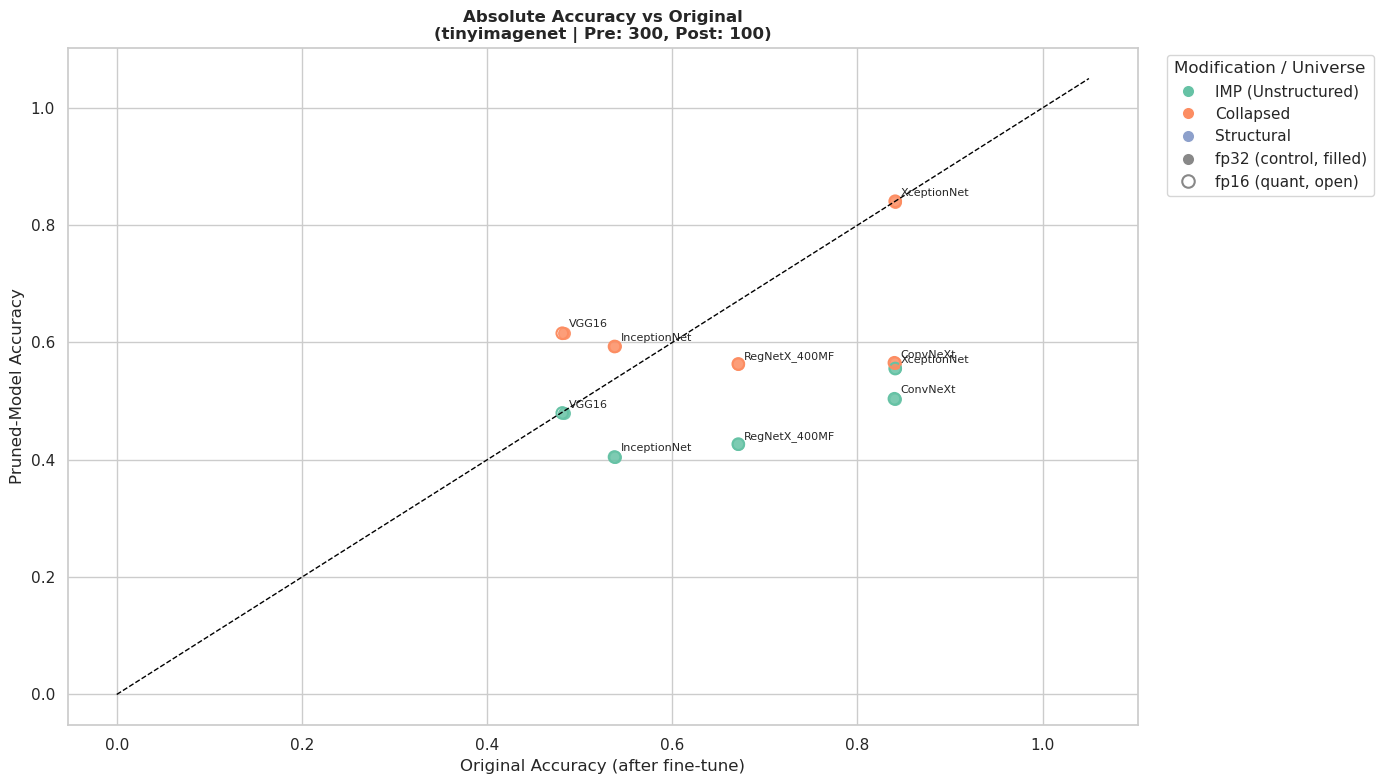 Absolute Accuracy vs Original
(tinyimagenet | Pre: 300, Post: 100)
Modification / Universe
IMP (Unstructured)
Collapsed
Structural
fp32 (control, filled)
fp16 (quant, open)
Pruned-Model Accuracy
1.0
0.8
0.6
0.4
0.2
0.0
XceptionNet
VGG16
InceptionNet
RegNetX_400MF
ConvNeXt
XceptionNet
ConvNeXt
VGG16
RegNetX_400MF
InceptionNet
0.0
0.2
0.4
0.6
0.8
1.0
Original Accuracy (after fine-tune)